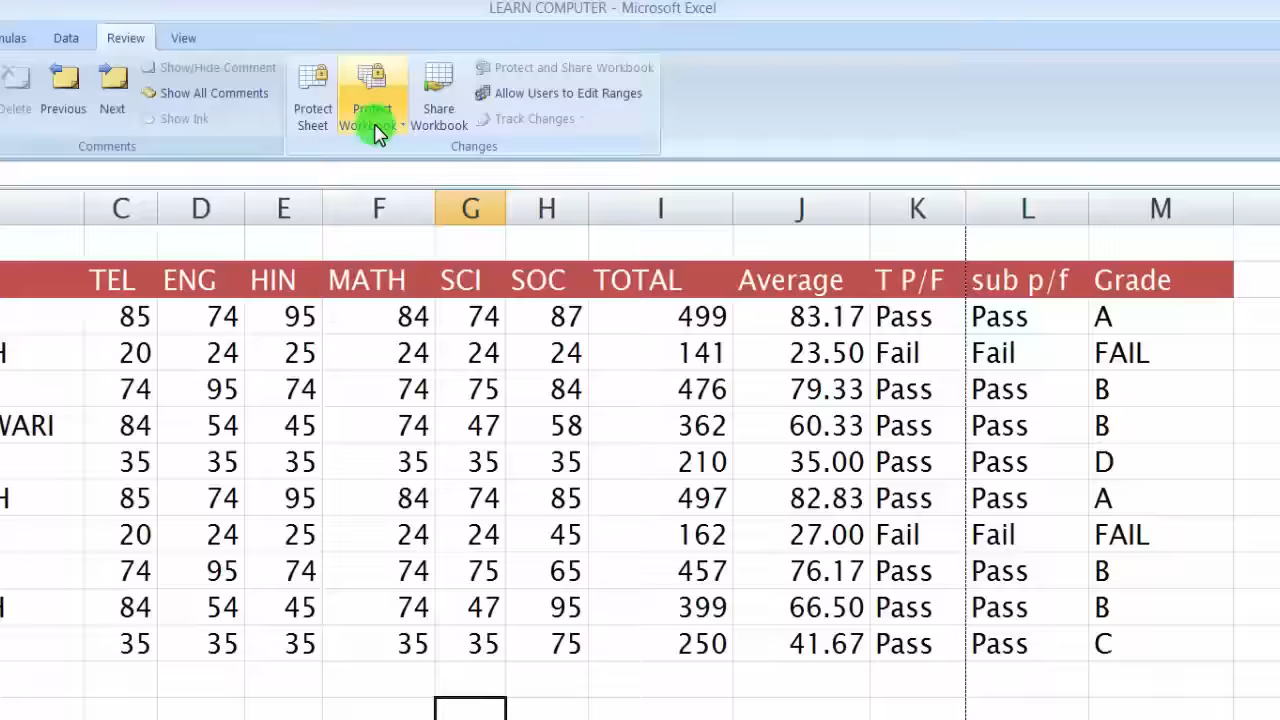 LEARN COMPUTER - Microsoft Excel
nulas Data Review View
Delete Previous Next
Show/Hide Comment
Show All Comments
Show Ink
Comments
Protect Sheet
Protect Workbook
Share Workbook
Protect and Share Workbook
Allow Users to Edit Ranges
Track Changes
Changes
C D E F G H I J K L M
TEL ENG HIN MATH SCI SOC TOTAL Average T P/F sub p/f Grade
85 74 95 84 74 87 499 83.17 Pass Pass A
H 20 24 25 24 24 24 141 23.50 Fail Fail FAIL
74 95 74 74 75 84 476 79.33 Pass Pass B
WARI 84 54 45 74 47 58 362 60.33 Pass Pass B
35 35 35 35 35 35 210 35.00 Pass Pass D
H 85 74 95 84 74 85 497 82.83 Pass Pass A
20 24 25 24 24 45 162 27.00 Fail Fail FAIL
74 95 74 74 75 65 457 76.17 Pass Pass B
H 84 54 45 74 47 95 399 66.50 Pass Pass B
35 35 35 35 35 75 250 41.67 Pass Pass C